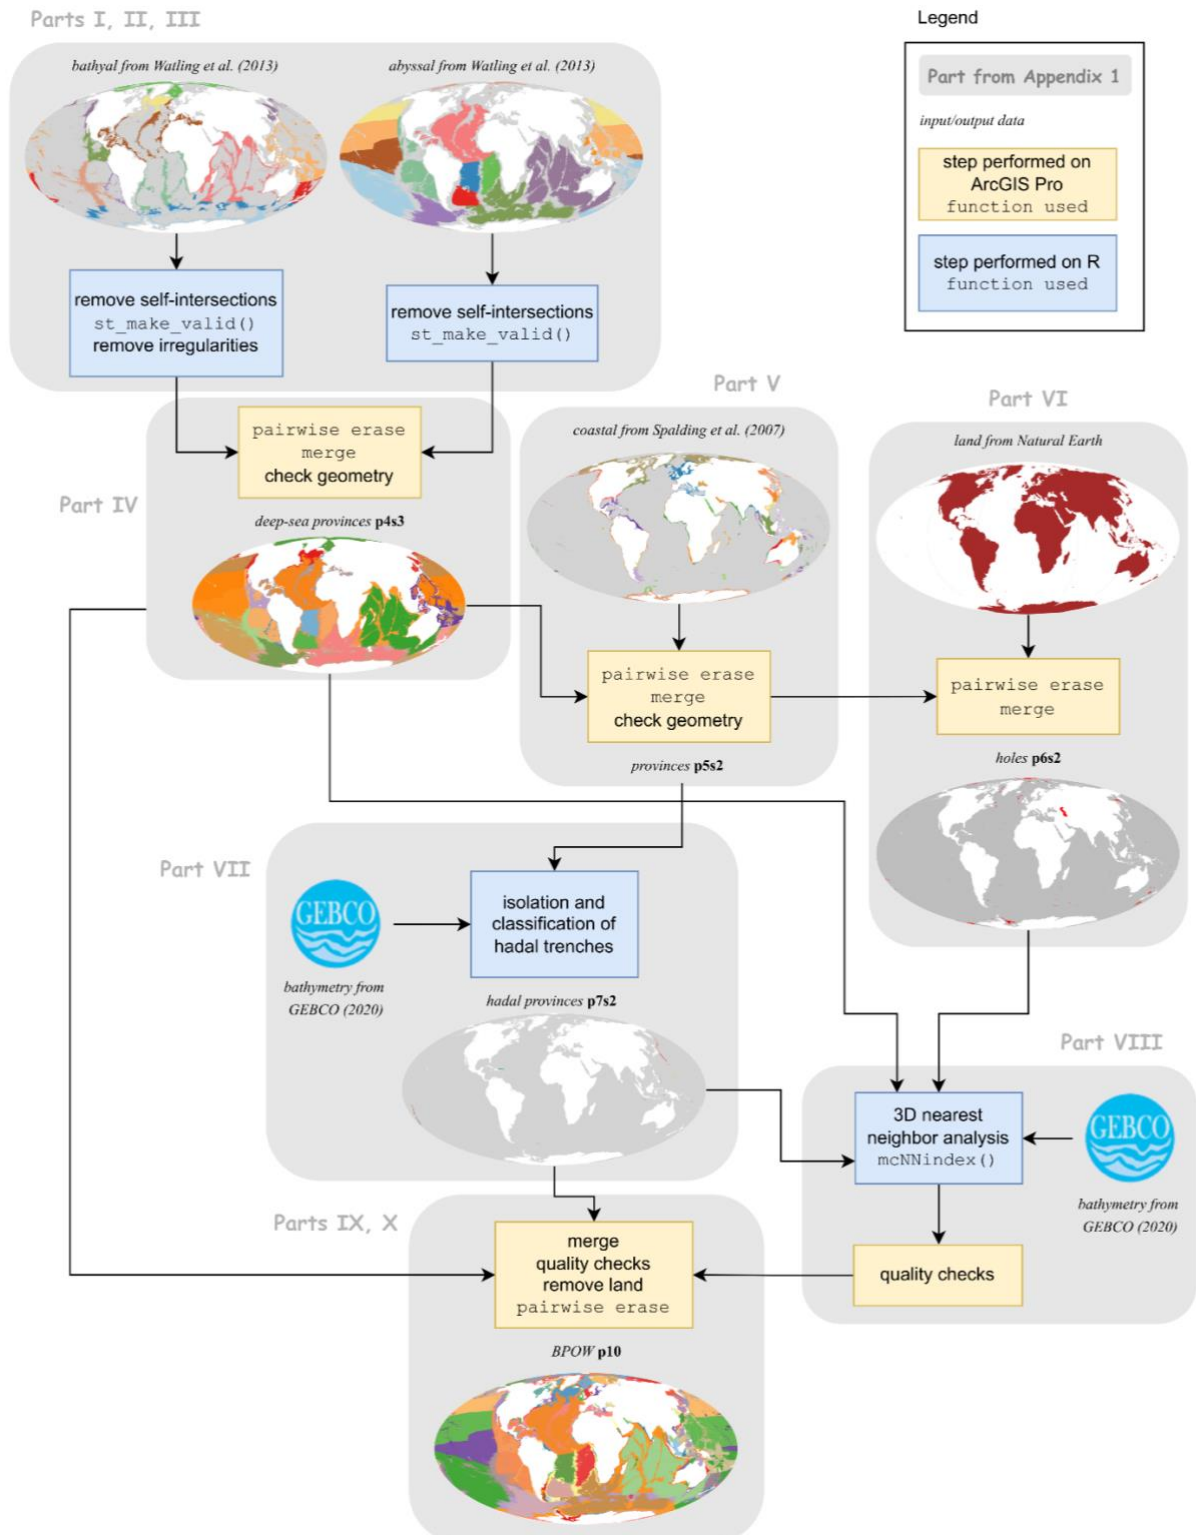 Parts I, II, III
bathyal from Watling et al. (2013)
abyssal from Watling et al. (2013)
remove self-intersections
st_make_valid()
remove irregularities
remove self-intersections
st_make_valid()
Legend
Part from Appendix 1
input/output data
step performed on
ArcGIS Pro
function used
step performed on R
function used
Part IV
pairwise erase
merge
check geometry
deep-sea provinces p4s3
Part V
coastal from Spalding et al. (2007)
pairwise erase
merge
check geometry
provinces p5s2
Part VI
land from Natural Earth
pairwise erase
merge
holes p6s2
Part VII
GEBCO
bathymetry from
GEBCO (2020)
isolation and
classification of
hadal trenches
hadal provinces p7s2
Part VIII
3D nearest
neighbor analysis
mcNNindex()
GEBCO
bathymetry from
GEBCO (2020)
quality checks
Parts IX, X
merge
quality checks
remove land
pairwise erase
BPOW p10